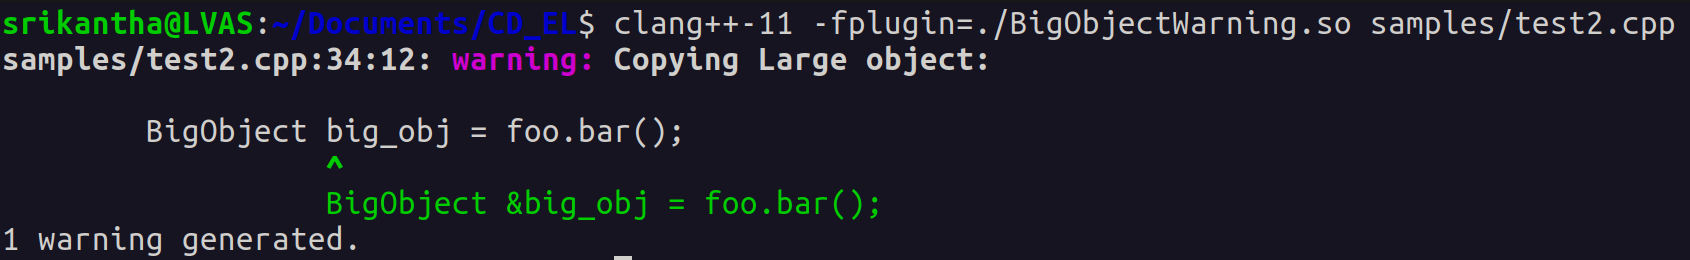 srikantha@LVAS:~/Documents/CD_EL$ clang++-11 -fplugin=./BigObjectWarning.so samples/test2.cpp
samples/test2.cpp:34:12: warning: Copying Large object:
BigObject big_obj = foo.bar();
^
BigObject &big_obj = foo.bar();
1 warning generated.